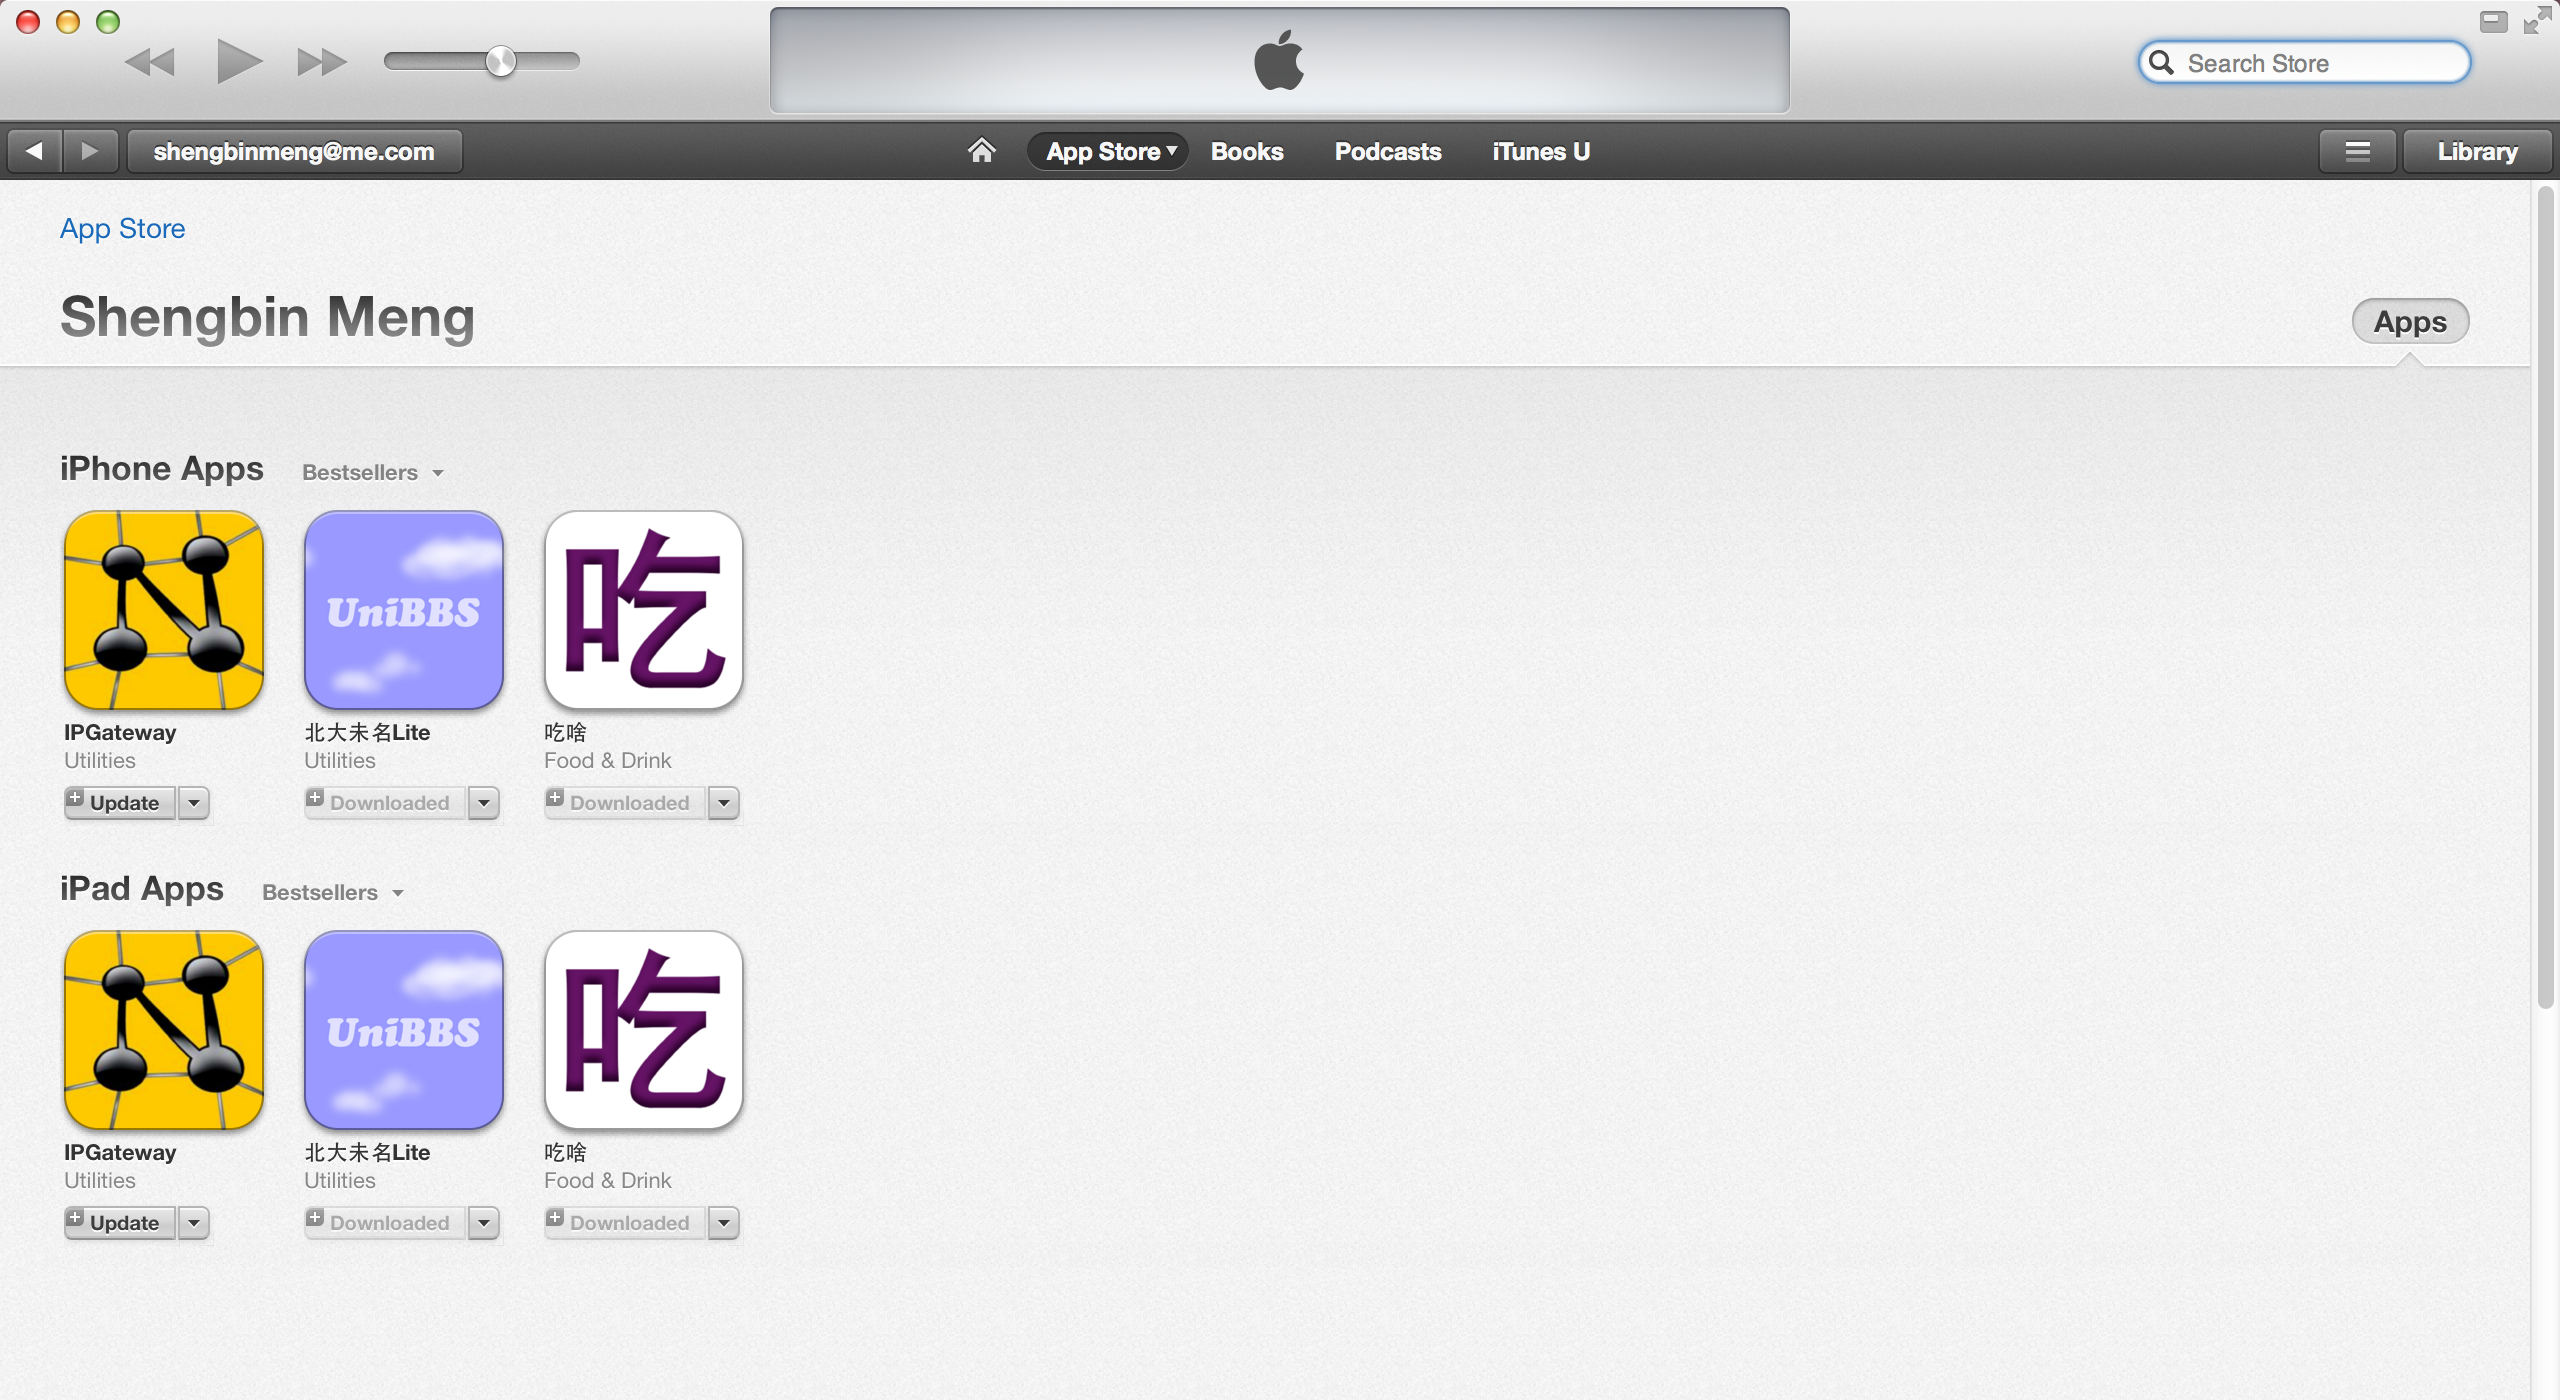 Search Store
shengbinmeng@me.com
App Store
Books
Podcasts
iTunes U
Library
App Store
Shengbin Meng
Apps
iPhone Apps
Bestsellers
UniBBS
吃
IPGateway
北大未名Lite
吃啥
Utilities
Utilities
Food & Drink
Update
Downloaded
Downloaded
iPad Apps
Bestsellers
UniBBS
吃
IPGateway
北大未名Lite
吃啥
Utilities
Utilities
Food & Drink
Update
Downloaded
Downloaded